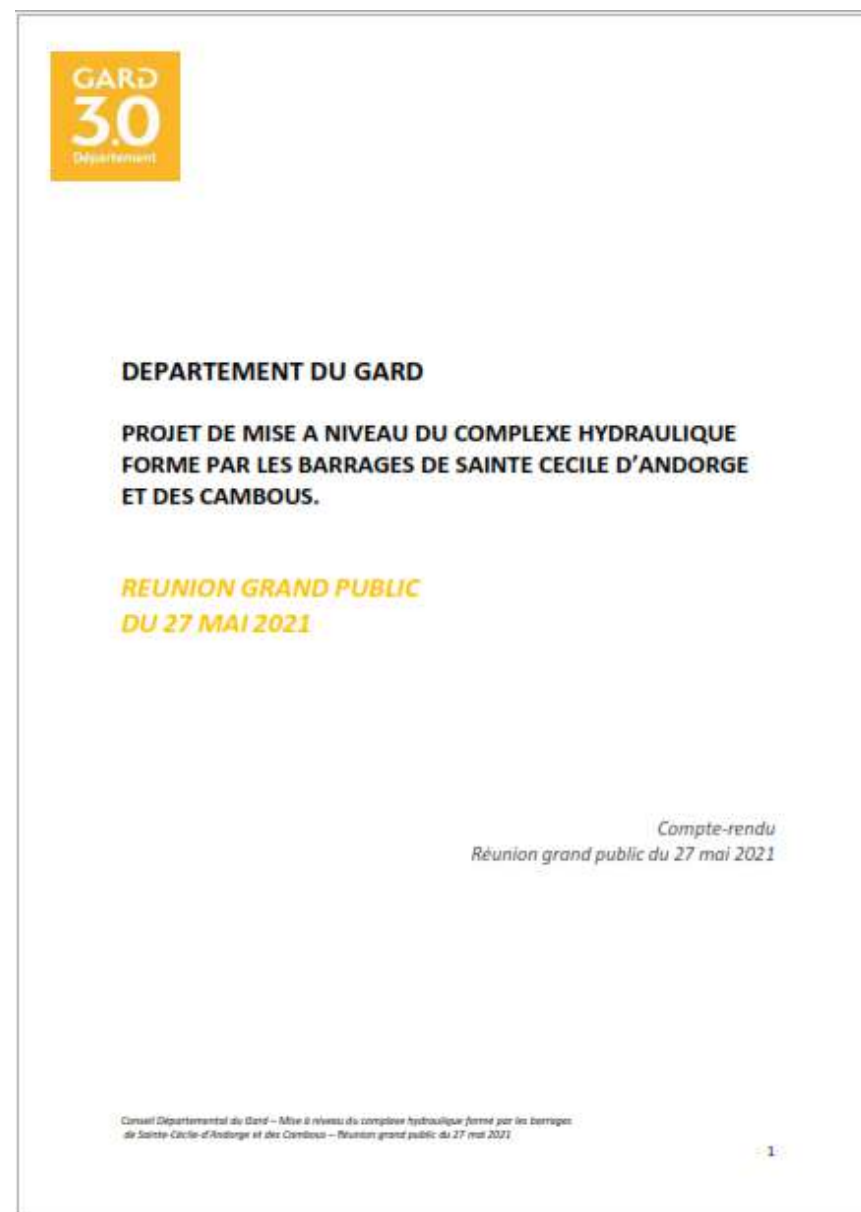 GARD
3.0
Département
DEPARTEMENT DU GARD
PROJET DE MISE A NIVEAU DU COMPLEXE HYDRAULIQUE
FORME PAR LES BARRAGES DE SAINTE CECILE D'ANDORGE
ET DES CAMBOUS.
REUNION GRAND PUBLIC
DU 27 MAI 2021
Compte-rendu
Réunion grand public du 27 mai 2021
Conseil Départemental du Gard – Mise à niveau du complexe hydraulique formé par les barrages
de Sainte-Cécile-d'Andorge et des Cambous – Réunion grand public du 27 mai 2021
1